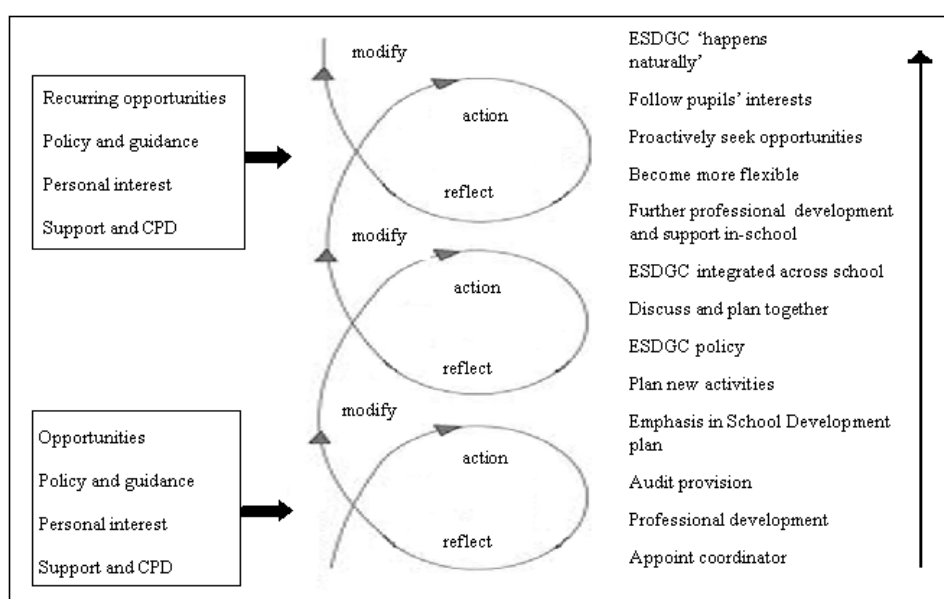 Recurring opportunities
Policy and guidance
Personal interest
Support and CPD
Opportunities
Policy and guidance
Personal interest
Support and CPD
modify
action
reflect
modify
action
reflect
modify
action
reflect
ESDGC ‘happens
naturally’
Follow pupils’ interests
Proactively seek opportunities
Become more flexible
Further professional development
and support in-school
ESDGC integrated across school
Discuss and plan together
ESDGC policy
Plan new activities
Emphasis in School Development
plan
Audit provision
Professional development
Appoint coordinator